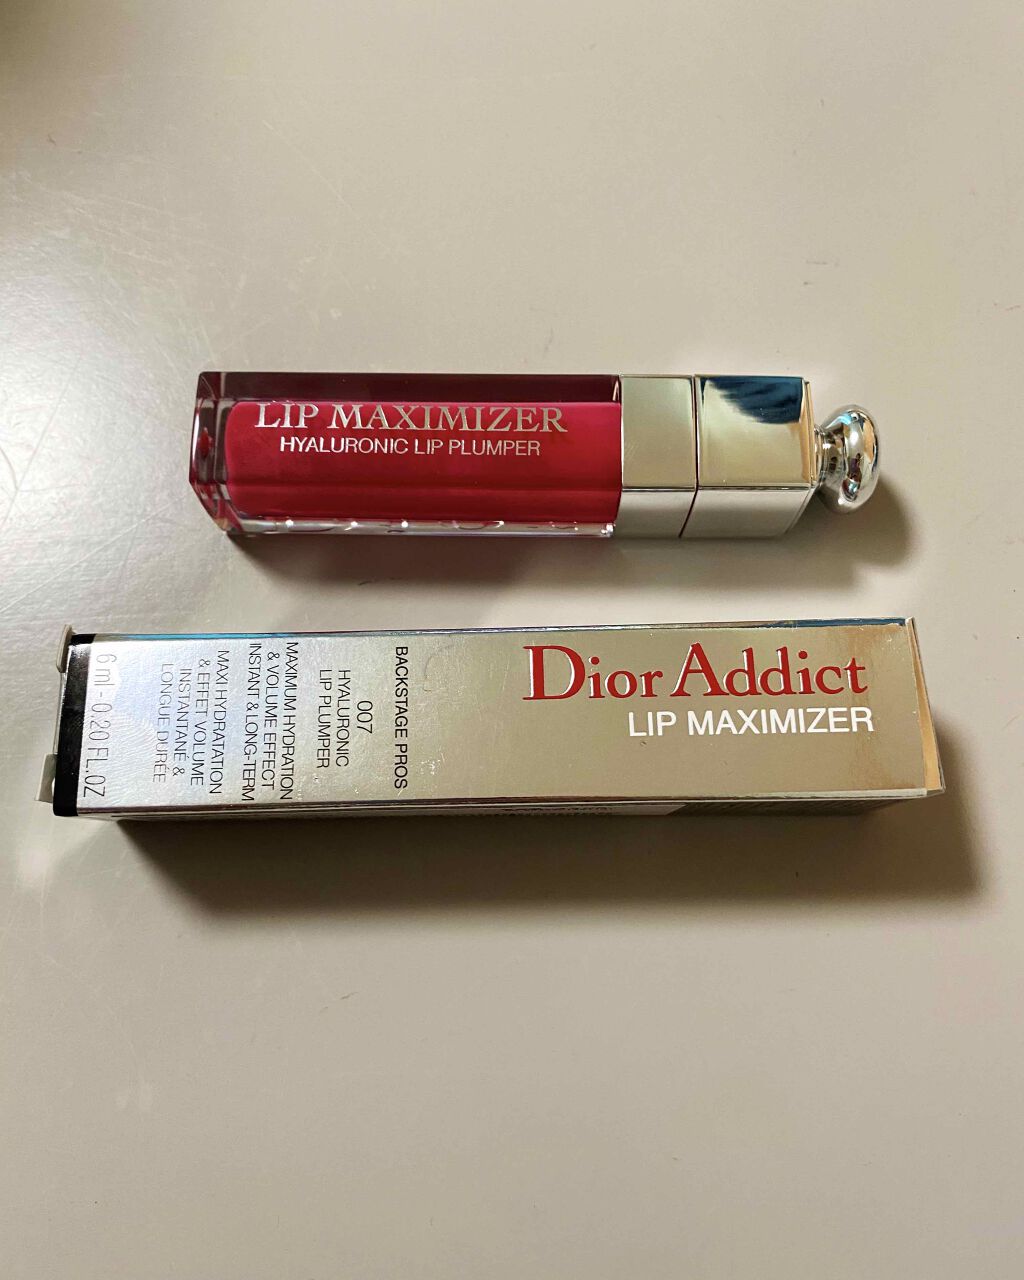 LIP MAXIMIZER
HYALURONIC LIP PLUMPER
Dior Addict
LIP MAXIMIZER
BACKSTAGE PROS
007
HYALURONIC
LIP PLUMPER
MAXIMUM HYDRATION
& VOLUME EFFECT
INSTANT & LONG-TERM
MAXI HYDRATATION
& EFFET VOLUME
INSTANTANÉ &
LONGUE DURÉE
6 ml - 0.20 FL.OZ